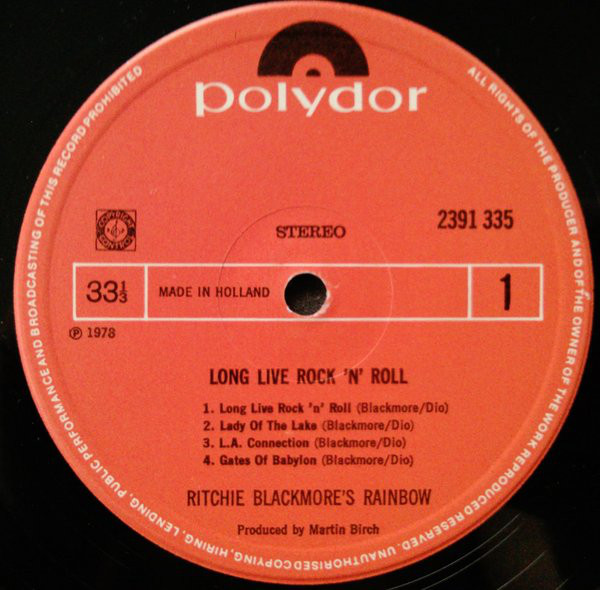 polydor
ALL RIGHTS OF THE PRODUCER AND OF THE OWNER OF THE WORK REPRODUCED RESERVED. UNAUTHORISED COPYING, HIRING, LENDING, PUBLIC PERFORMANCE AND BROADCASTING OF THIS RECORD PROHIBITED
COPYRIGHT CONTROL
STEREO
2391 335
33⅓
MADE IN HOLLAND
1
℗ 1978
LONG LIVE ROCK 'N' ROLL
1. Long Live Rock 'n' Roll (Blackmore/Dio)
2. Lady Of The Lake (Blackmore/Dio)
3. L.A. Connection (Blackmore/Dio)
4. Gates Of Babylon (Blackmore/Dio)
RITCHIE BLACKMORE'S RAINBOW
Produced by Martin Birch